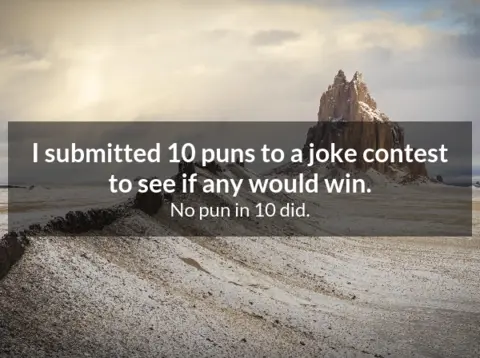 I submitted 10 puns to a joke contest
to see if any would win.
No pun in 10 did.